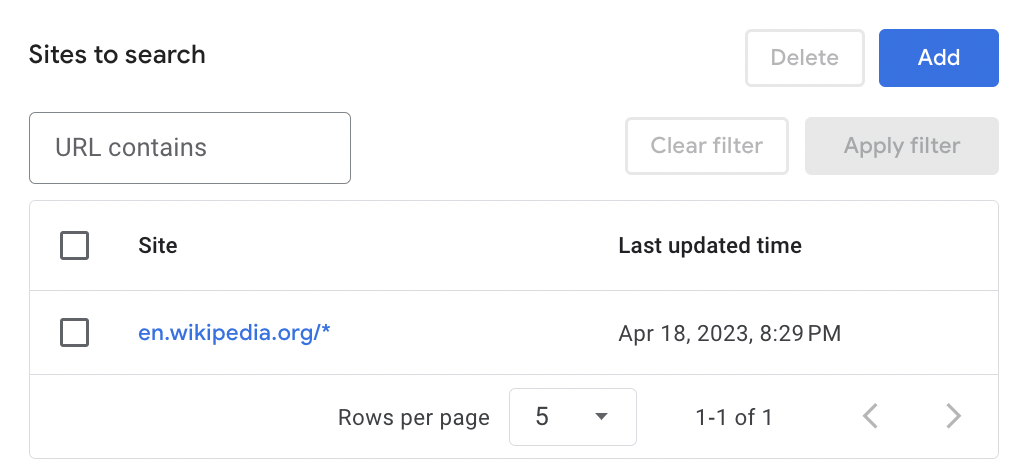 Sites to search
Delete
Add
URL contains
Clear filter
Apply filter
Site
Last updated time
en.wikipedia.org/*
Apr 18, 2023, 8:29 PM
Rows per page
5
1-1 of 1